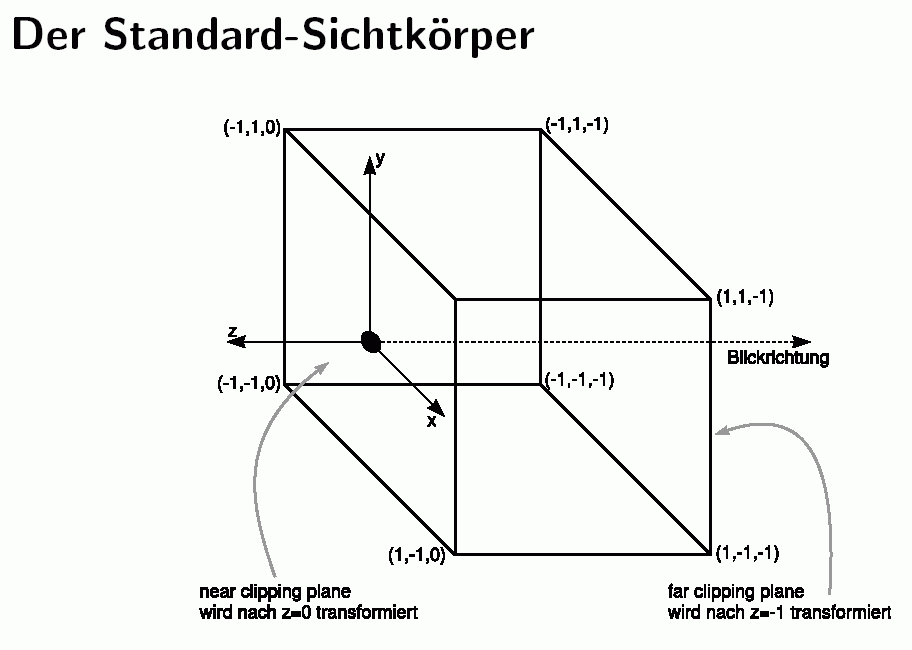 Der Standard-Sichtkörper
(-1,1,0)
(-1,1,-1)
y
(1,1,-1)
z
Blickrichtung
(-1,-1,0)
(-1,-1,-1)
x
(1,-1,0)
(1,-1,-1)
near clipping plane
wird nach z=0 transformiert
far clipping plane
wird nach z=-1 transformiert